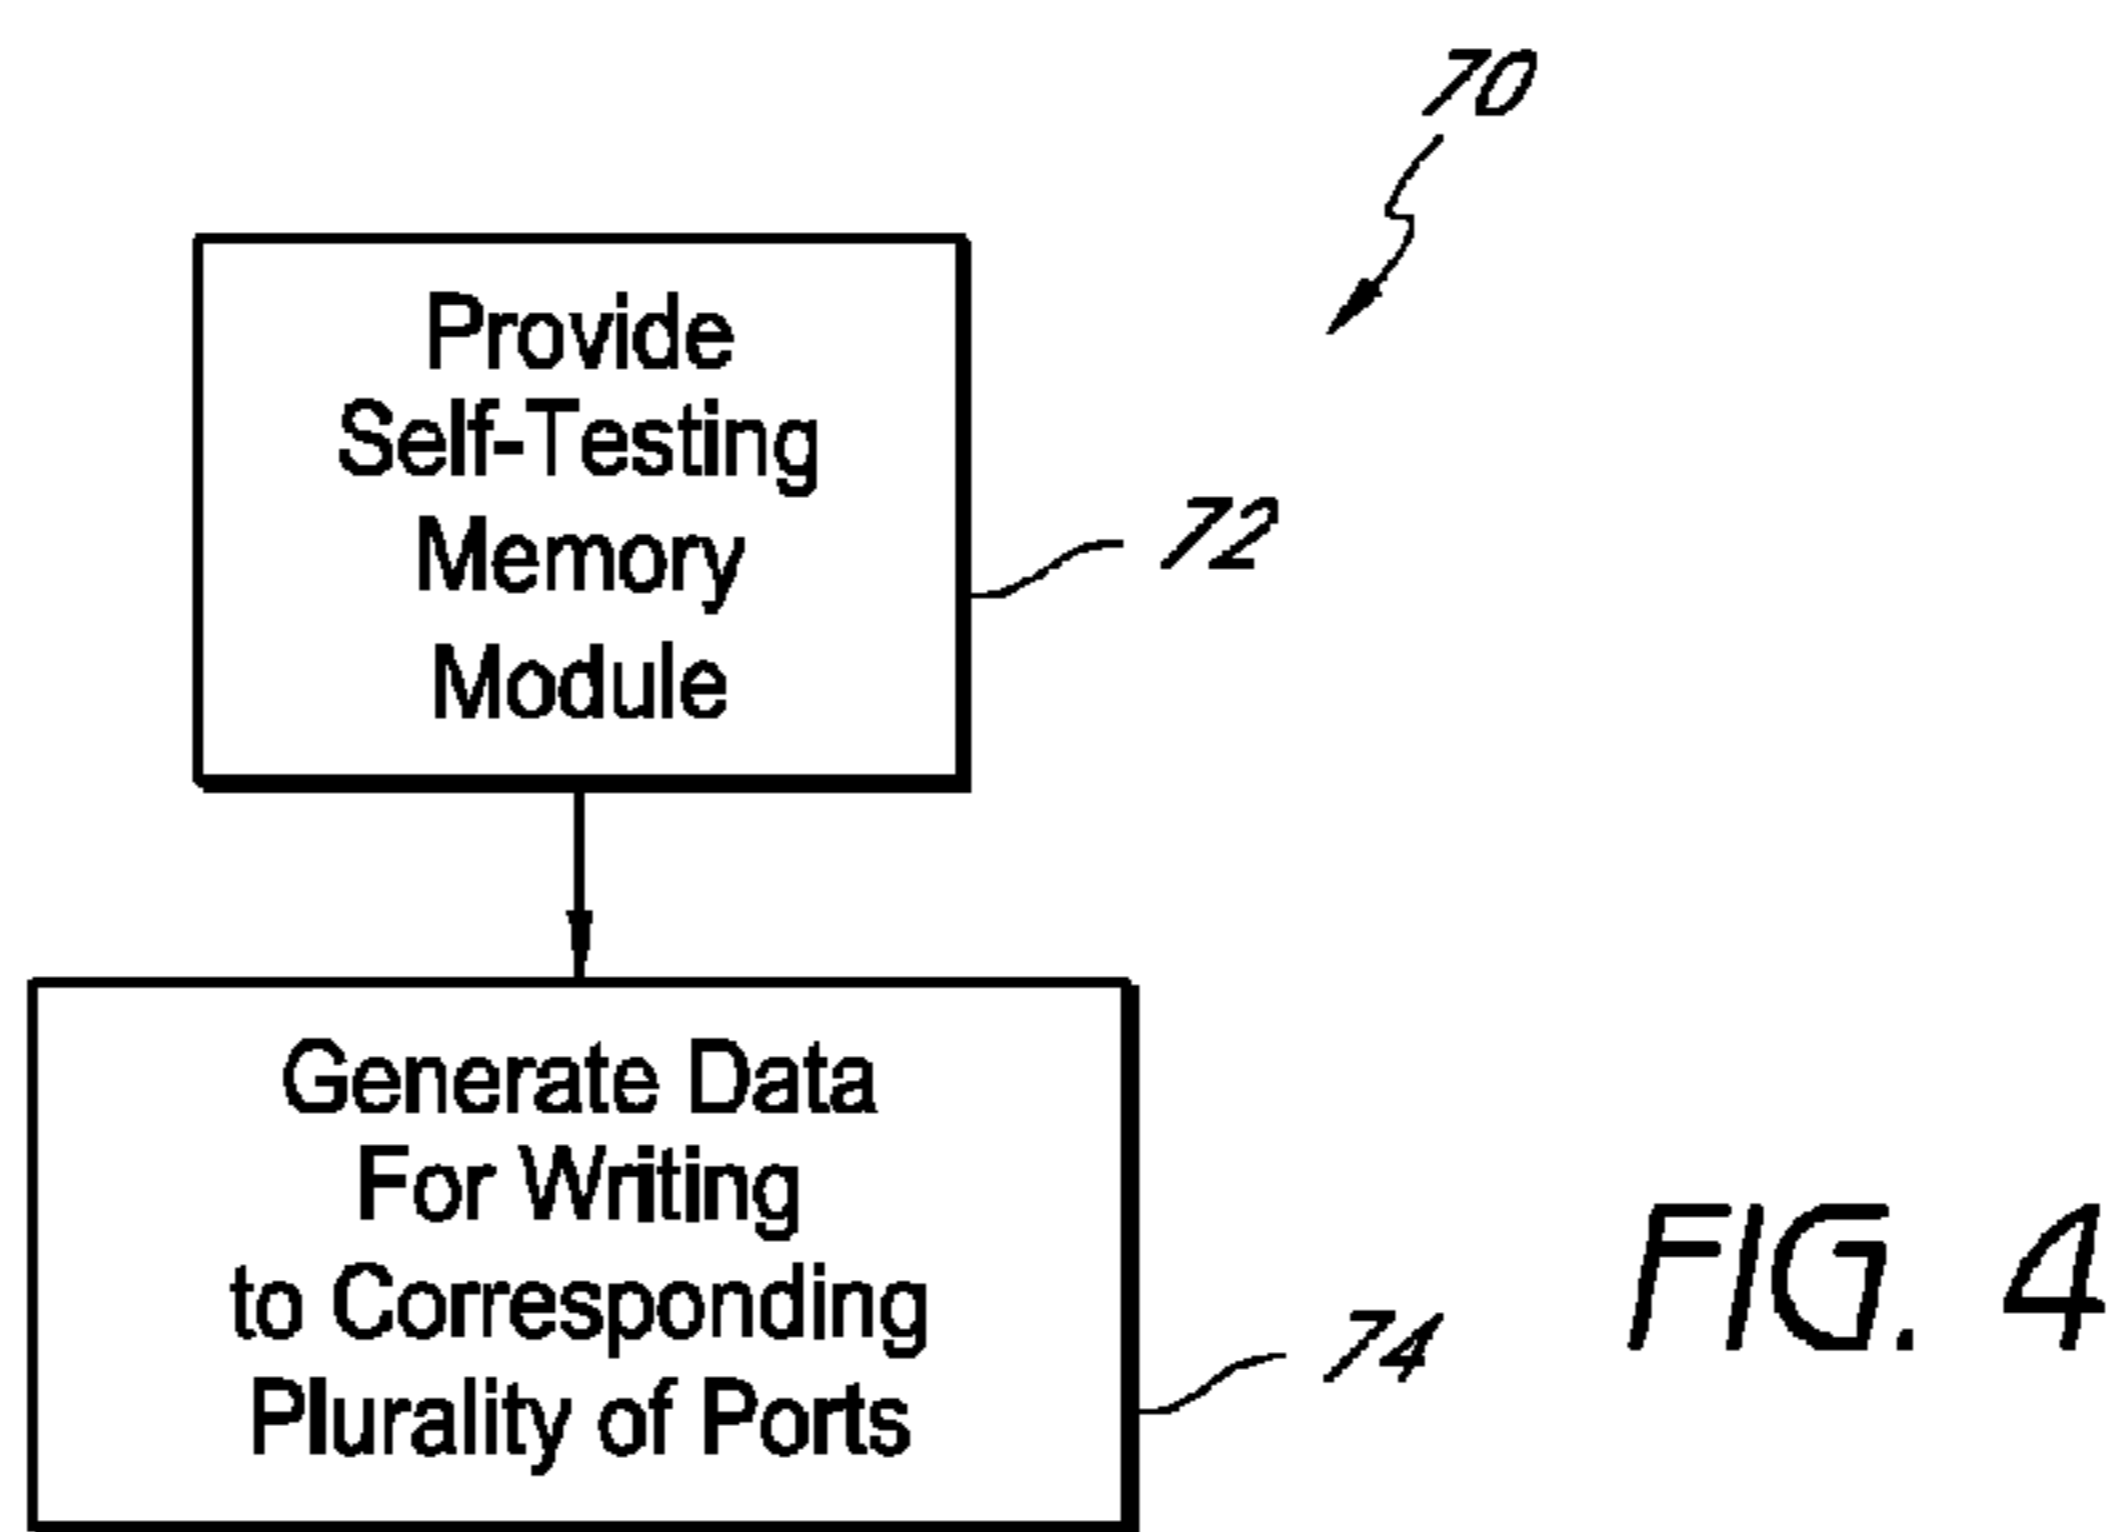 70
Provide
Self-Testing
Memory
Module
72
Generate Data
For Writing
to Corresponding
Plurality of Ports
74
FIG. 4